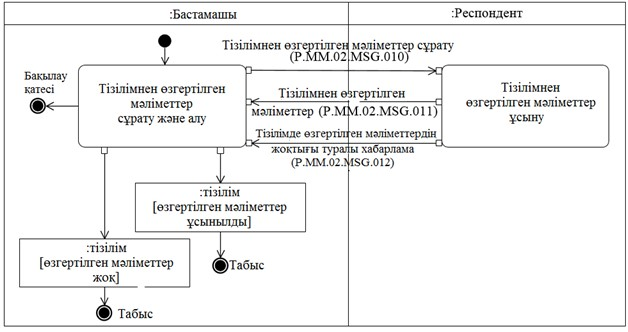 :Бастамашы
:Респондент
Тізілімнен өзгертілген мәліметтер сұрату
(P.MM.02.MSG.010)
Бақылау
қатесі
Тізілімнен өзгертілген
мәліметтер
сұрату және алу
Тізілімнен өзгертілген
мәліметтер (P.MM.02.MSG.011)
Тізілімде өзгертілген мәліметтердің
жоқтығы туралы хабарлама
(P.MM.02.MSG.012)
Тізілімнен
өзгертілген мәліметтер
ұсыну
:тізілім
[өзгертілген мәліметтер
ұсынылды]
:тізілім
[өзгертілген мәліметтер
жоқ]
Табыс
Табыс